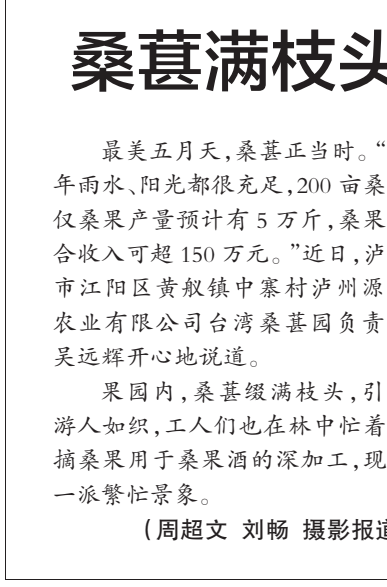 桑葚满枝头
最美五月天,桑葚正当时。“
年雨水、阳光都很充足,200 亩桑
仅桑果产量预计有 5 万斤,桑果
合收入可超 150 万元。”近日,泸
市江阳区黄舣镇中寨村泸州源
农业有限公司台湾桑葚园负责
吴远辉开心地说道。
果园内,桑葚缀满枝头,引
游人如织,工人们也在林中忙着
摘桑果用于桑果酒的深加工,现
一派繁忙景象。
(周超文 刘畅 摄影报道